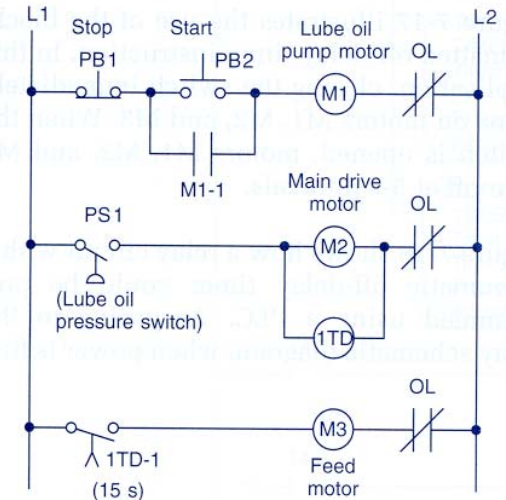 L1
L2
Stop
PB1
Start
PB2
Lube oil
pump motor
OL
M1
M1-1
Main drive
motor
OL
PS1
M2
(Lube oil
pressure switch)
1TD
OL
M3
1TD-1
(15 s)
Feed
motor